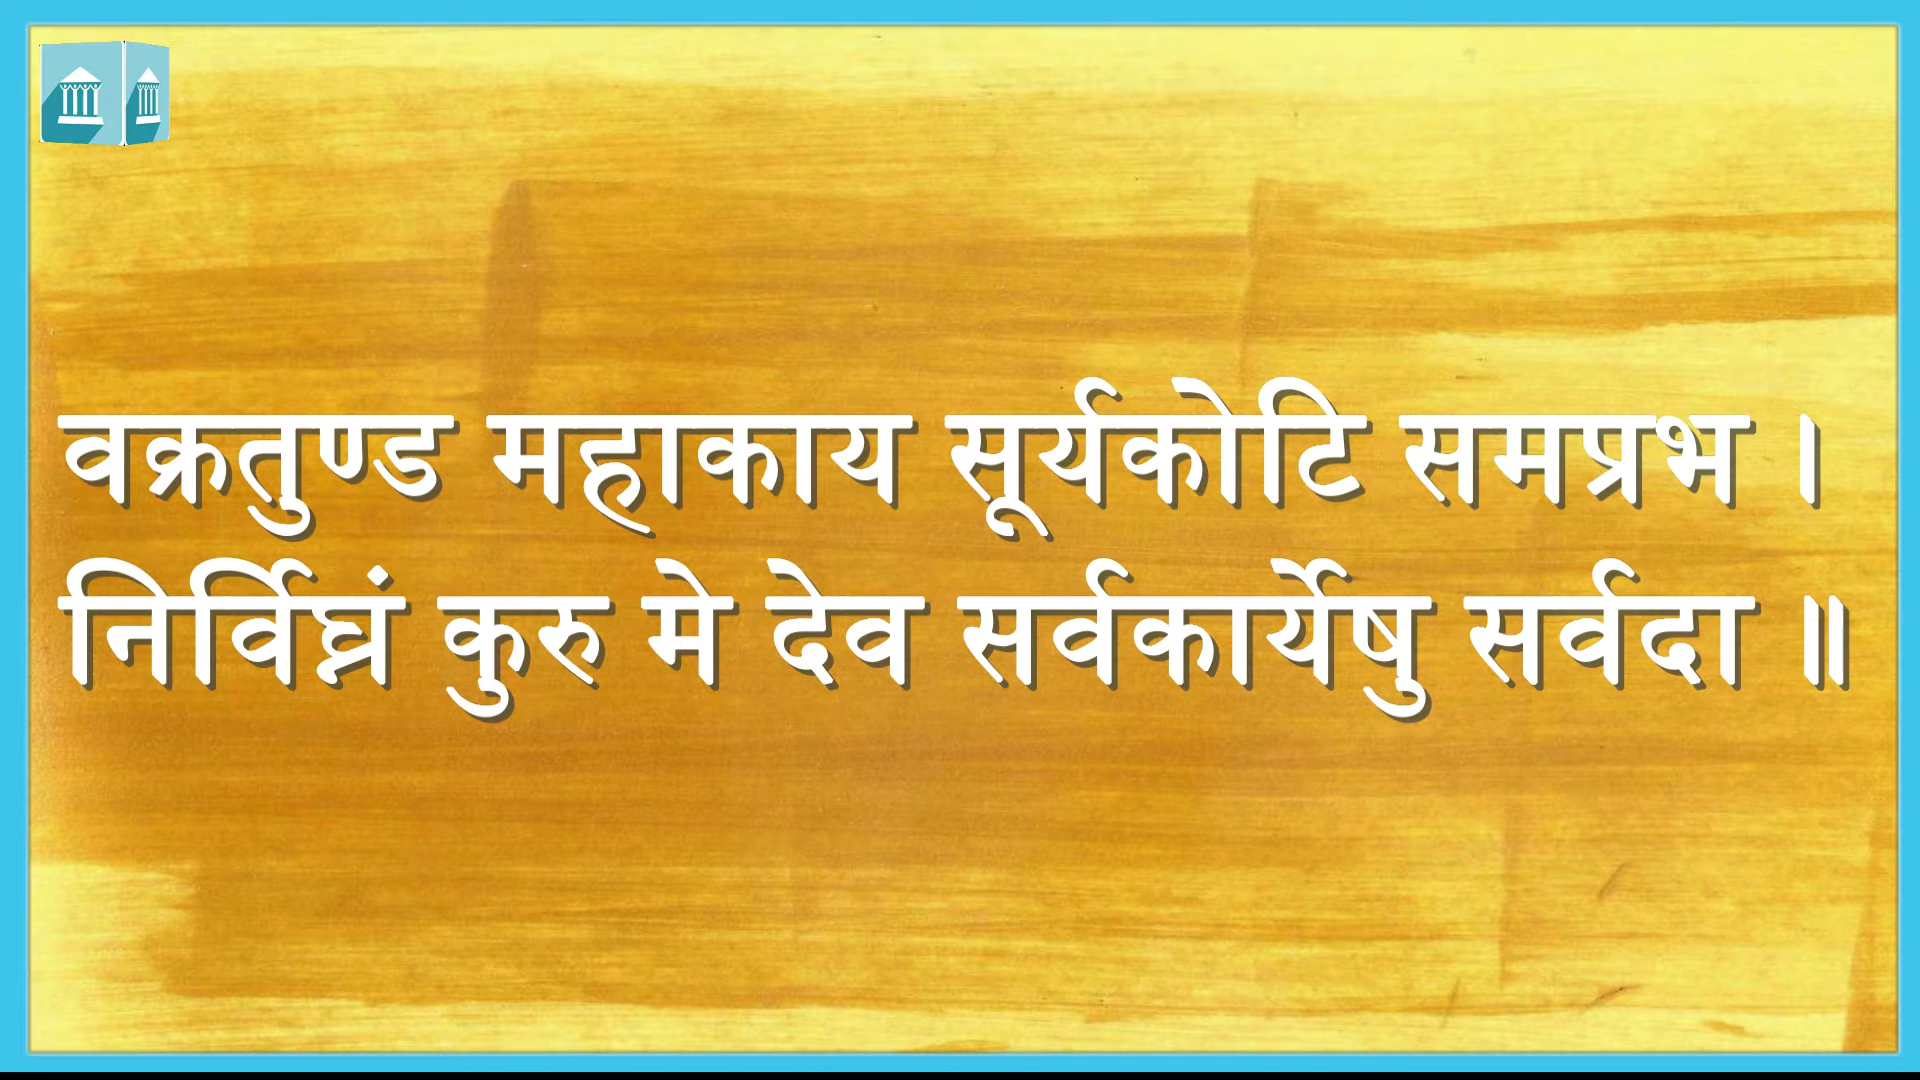 वक्रतुण्ड महाकाय सूर्यकोटि समप्रभ ।
निर्विघ्नं कुरु मे देव सर्वकार्येषु सर्वदा ॥